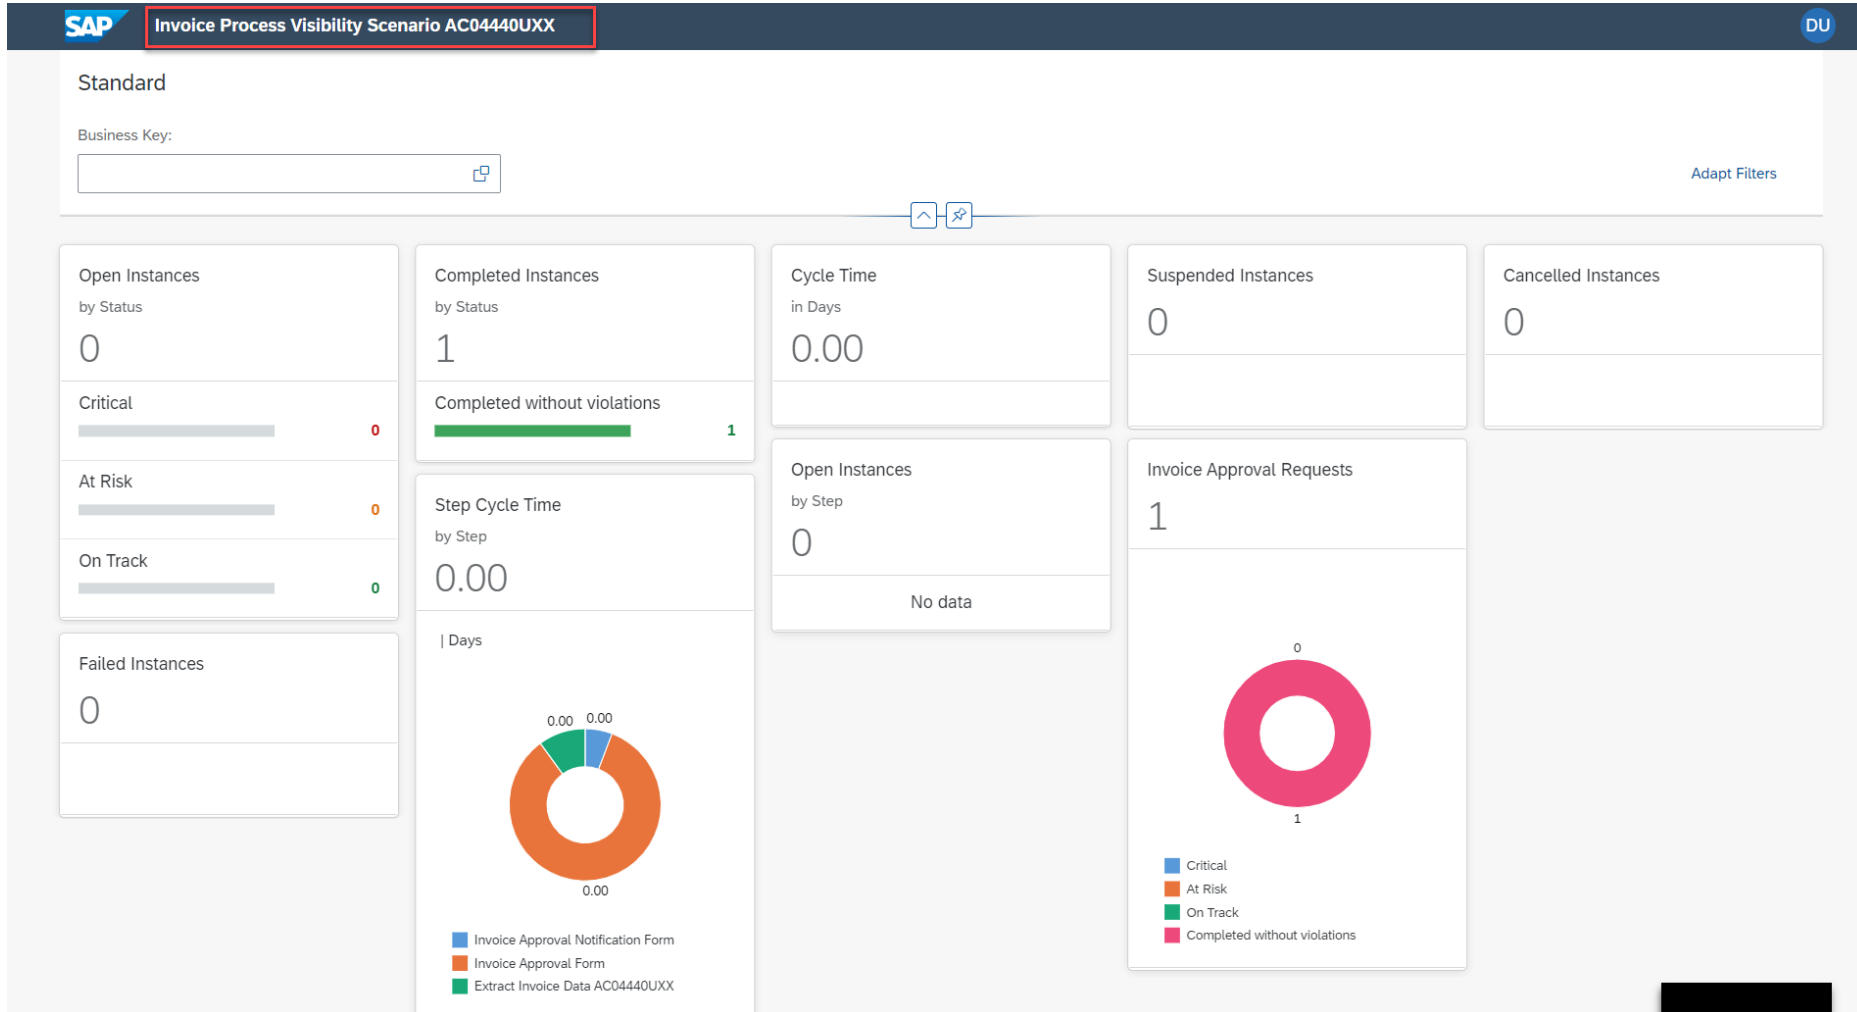 SAP
Invoice Process Visibility Scenario AC04440UXX
DU
Standard
Business Key:
Adapt Filters
Open Instances
by Status
0
Critical
0
At Risk
0
On Track
0
Failed Instances
0
Completed Instances
by Status
1
Completed without violations
1
Step Cycle Time
by Step
0.00
| Days
0.00 0.00
0.00
Invoice Approval Notification Form
Invoice Approval Form
Extract Invoice Data AC04440UXX
Cycle Time
in Days
0.00
Open Instances
by Step
0
No data
Suspended Instances
0
Invoice Approval Requests
1
0
1
Critical
At Risk
On Track
Completed without violations
Cancelled Instances
0